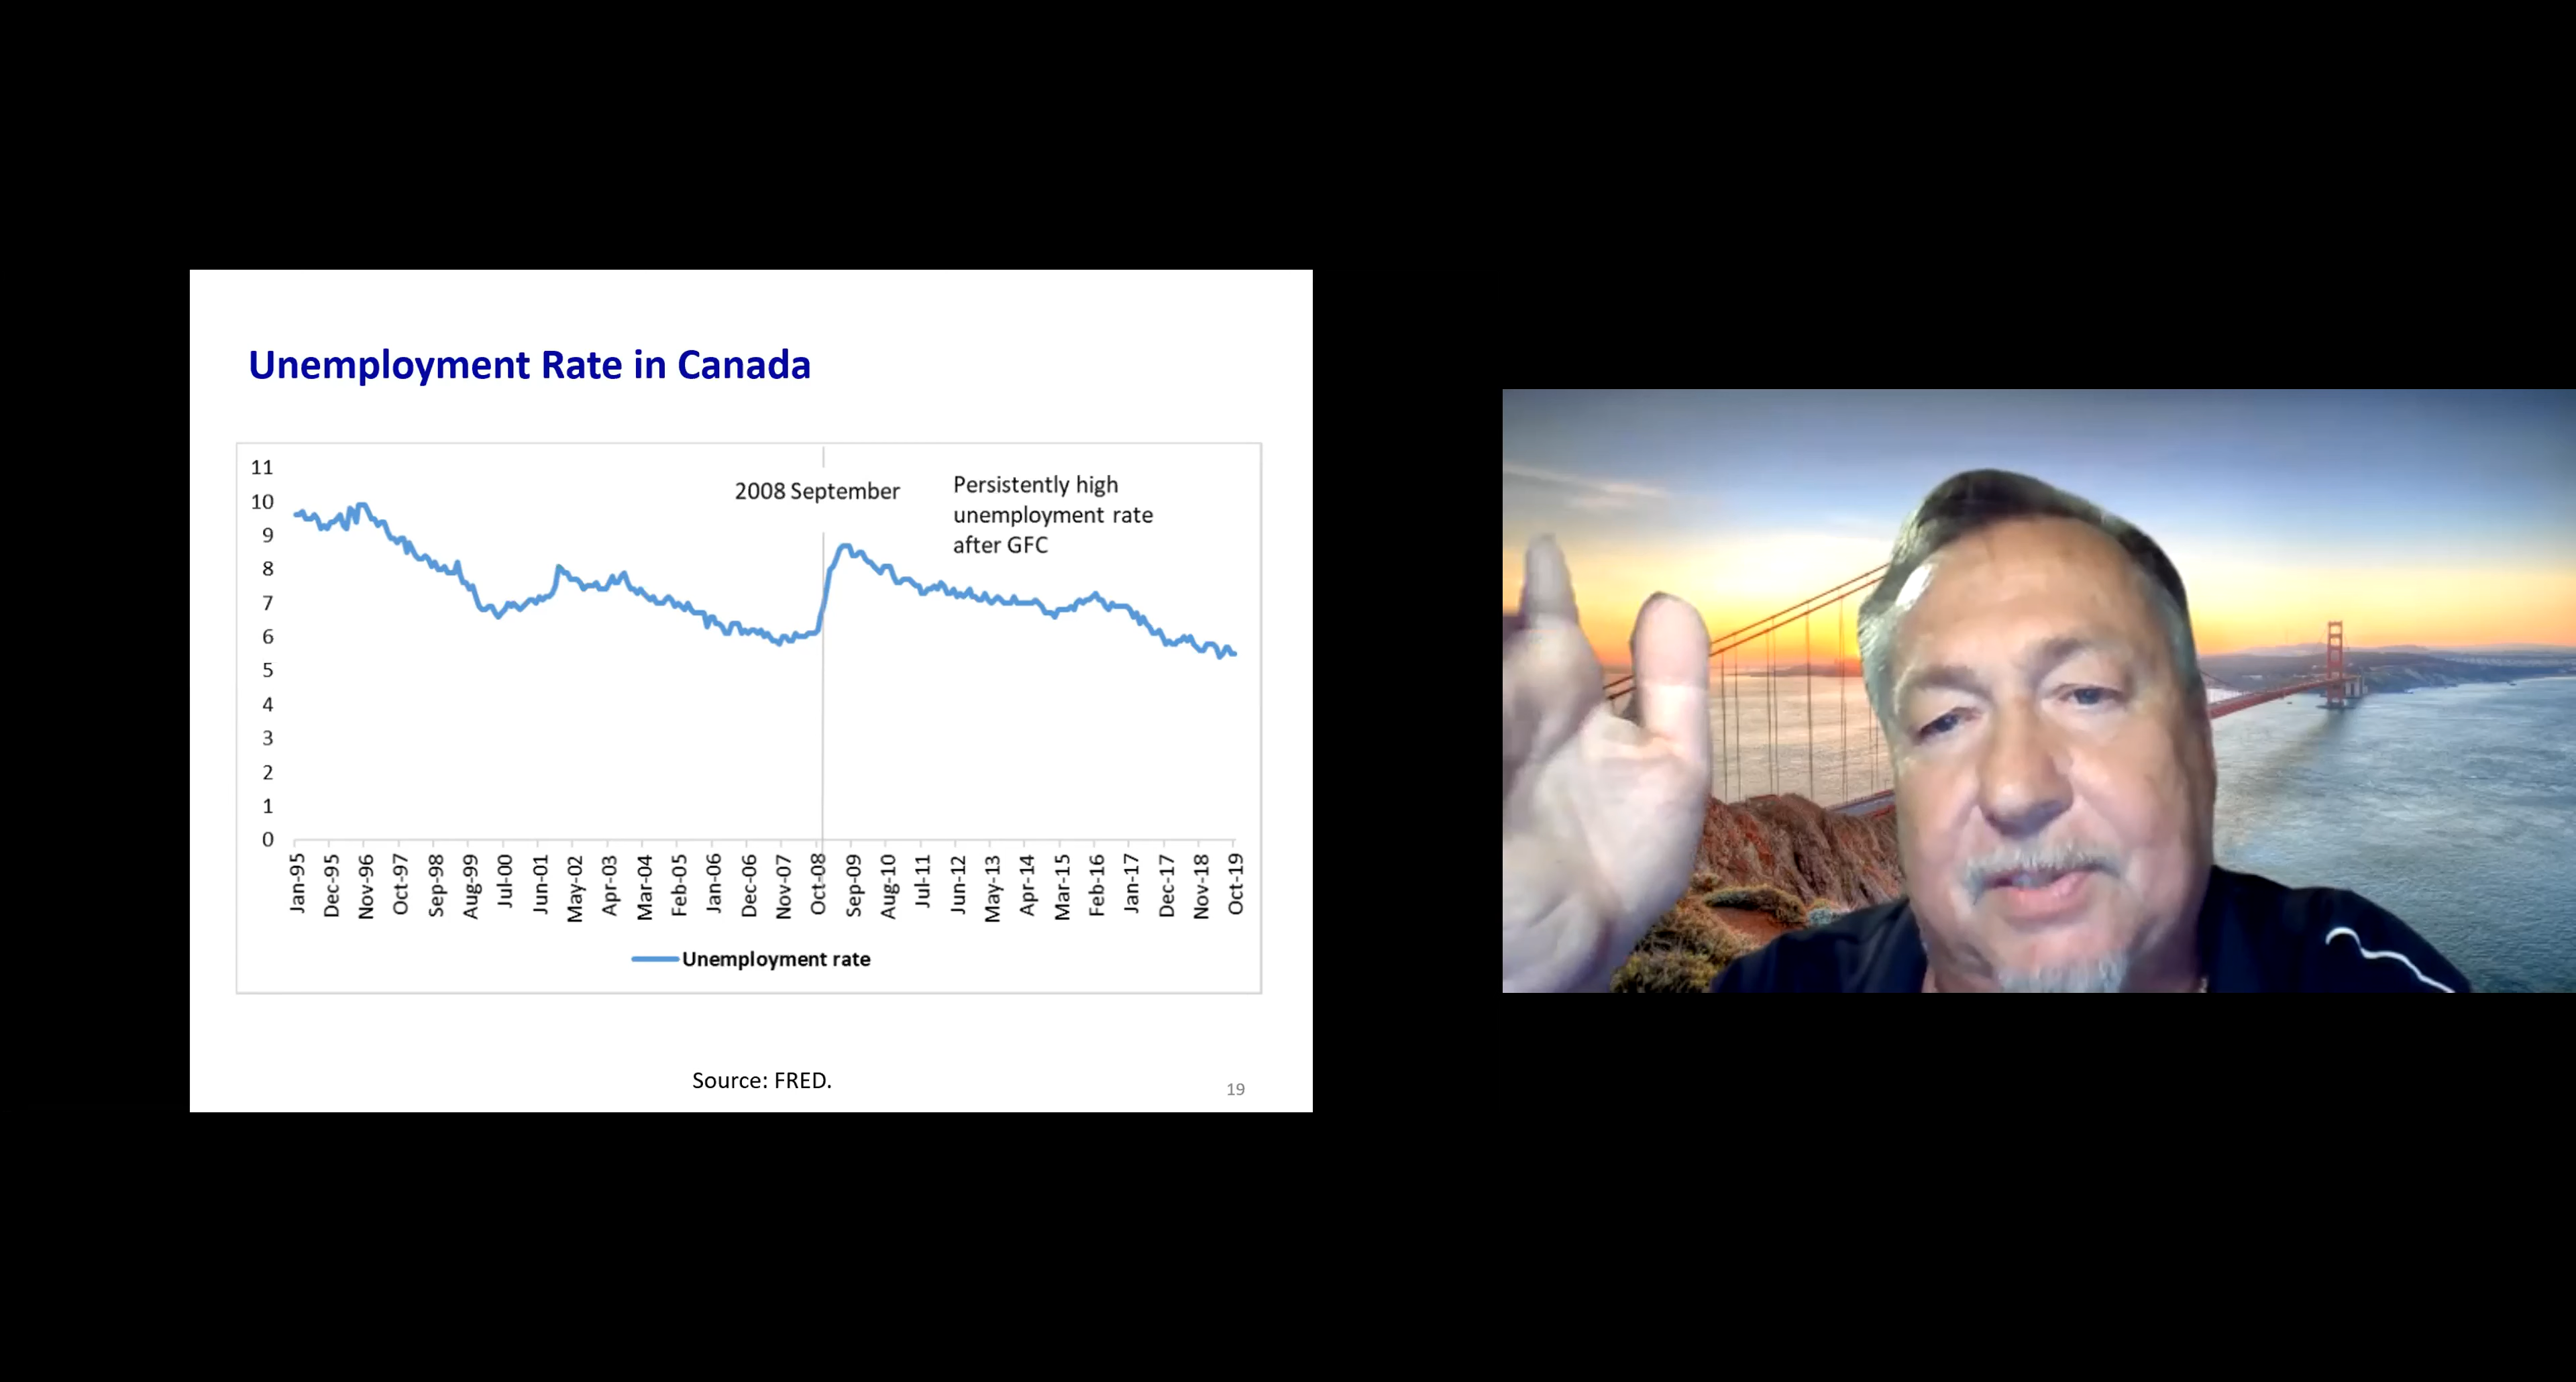 Unemployment Rate in Canada
11
10
9
8
7
6
5
4
3
2
1
0
2008 September
Persistently high
unemployment rate
after GFC
Jan-95
Dec-95
Nov-96
Oct-97
Sep-98
Aug-99
Jul-00
Jun-01
May-02
Apr-03
Mar-04
Feb-05
Jan-06
Dec-06
Nov-07
Oct-08
Sep-09
Aug-10
Jul-11
Jun-12
May-13
Apr-14
Mar-15
Feb-16
Jan-17
Dec-17
Nov-18
Oct-19
Unemployment rate
Source: FRED.
19